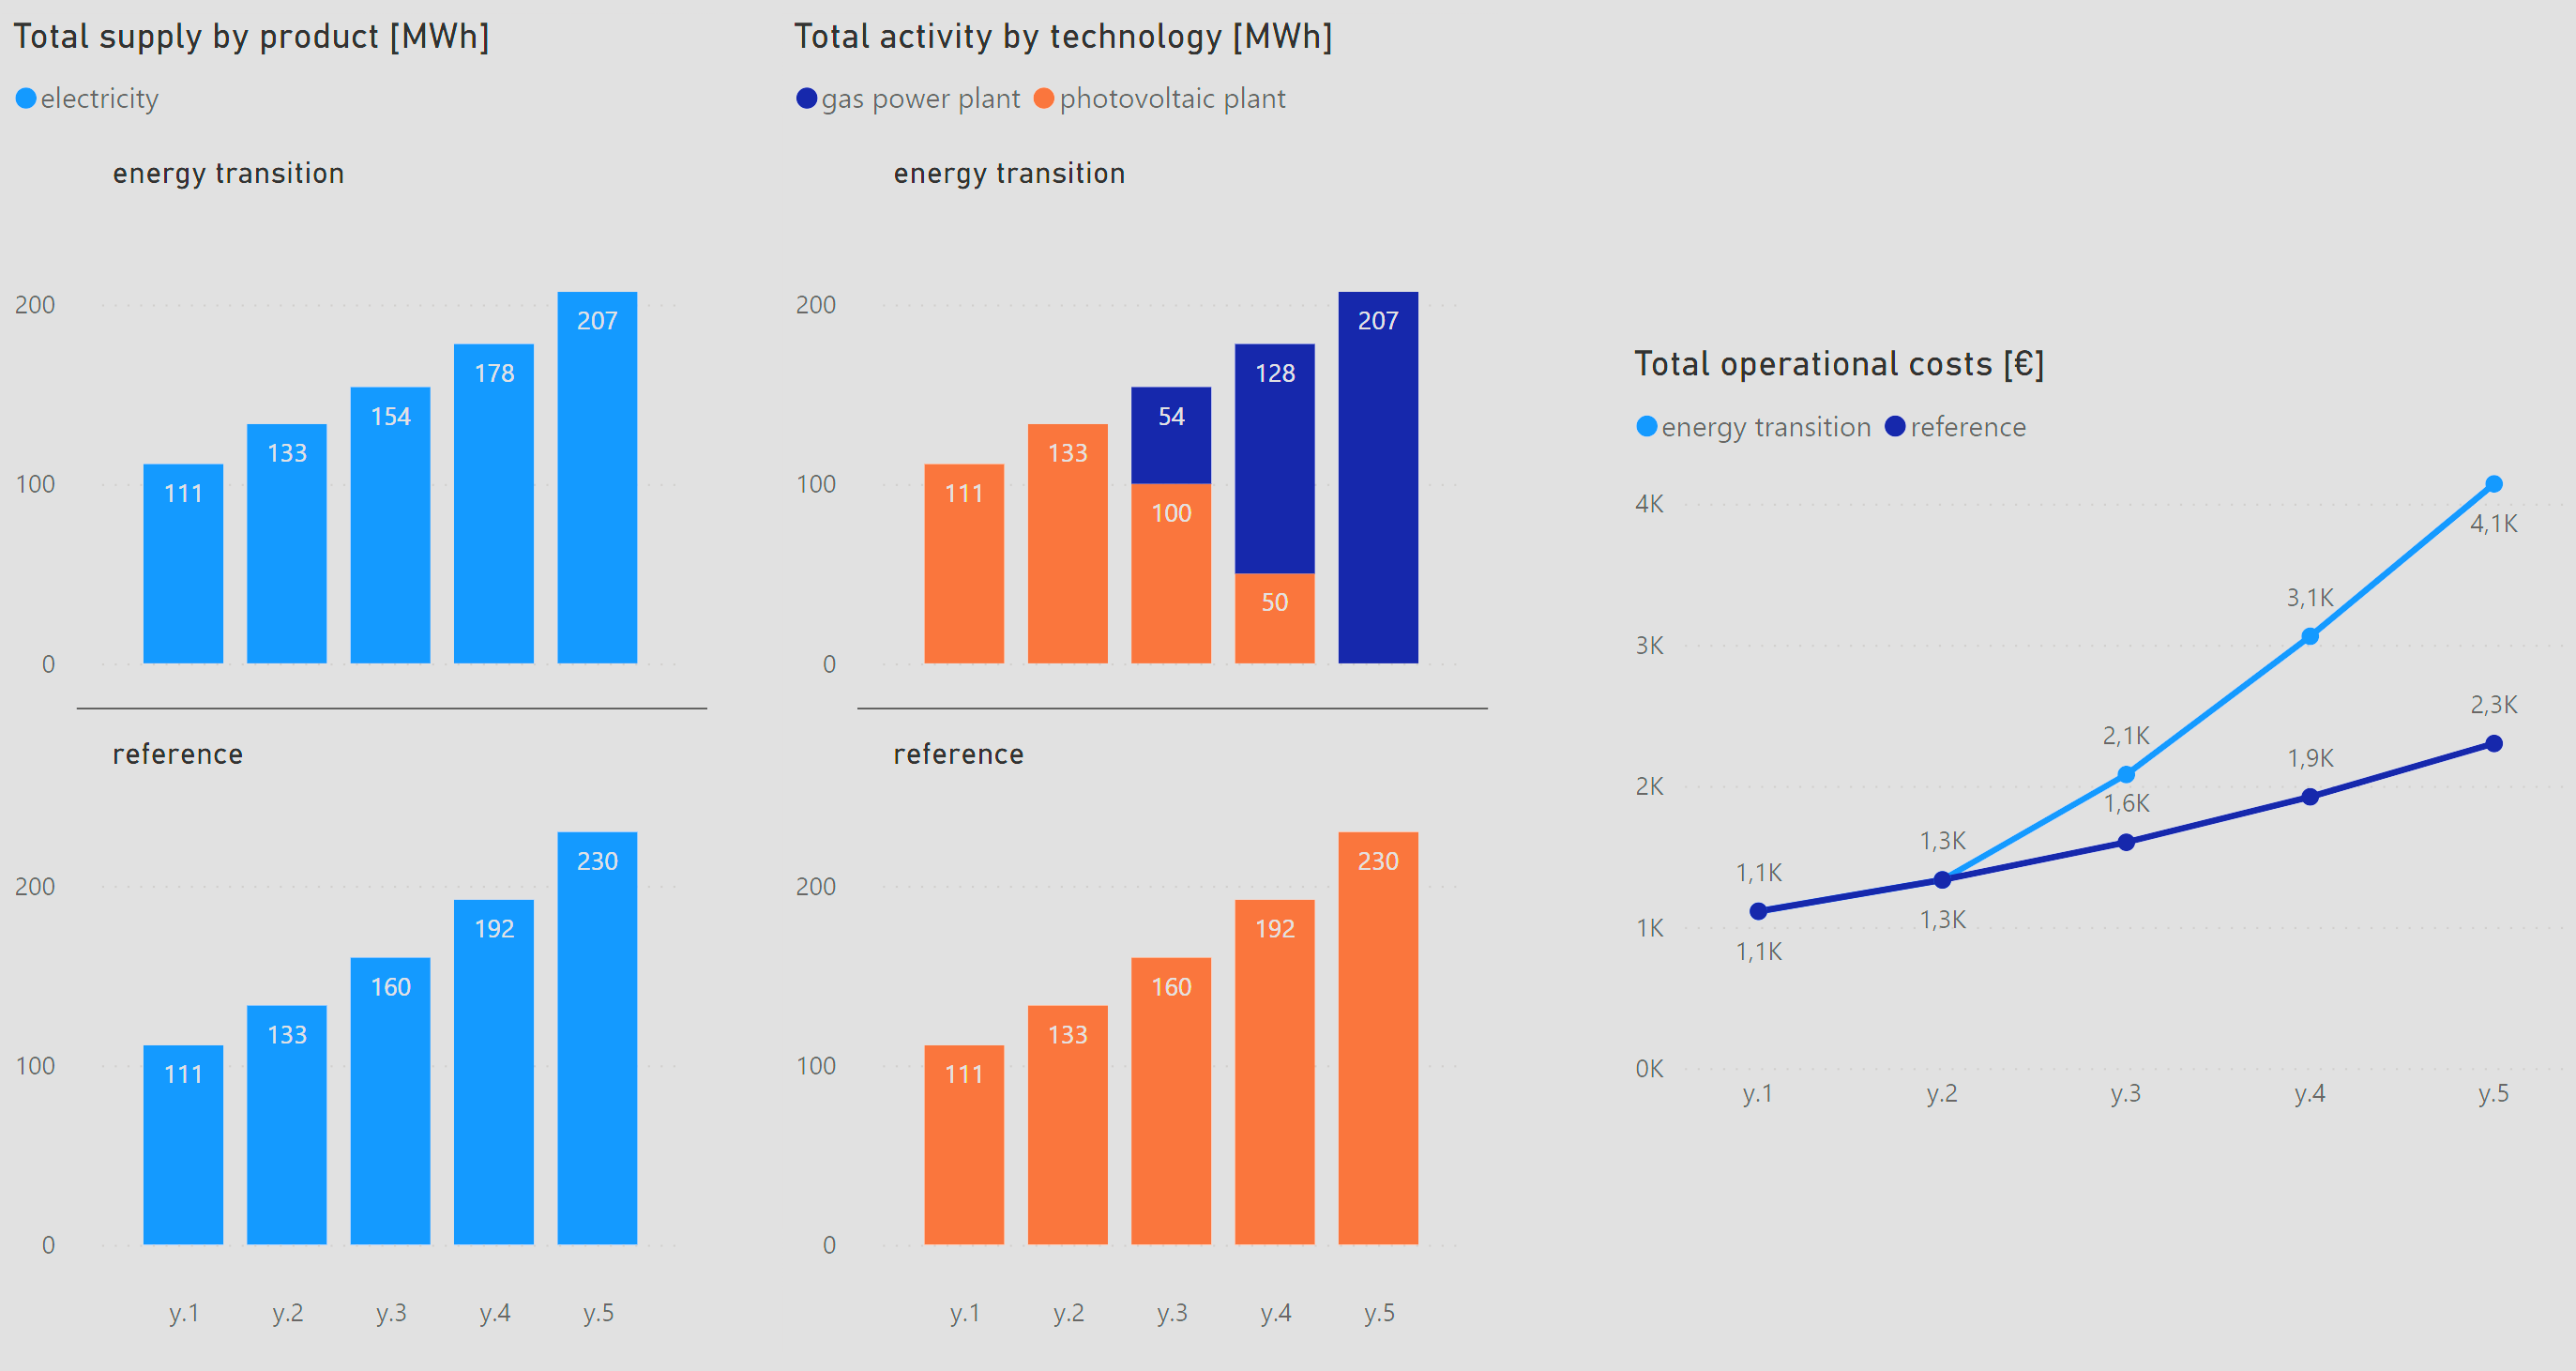 Total supply by product [MWh]
electricity
energy transition
200
100
0
111
133
154
178
207
reference
200
100
0
111
133
160
192
230
y.1
y.2
y.3
y.4
y.5
Total activity by technology [MWh]
gas power plant
photovoltaic plant
energy transition
200
100
0
111
133
54
100
128
50
207
reference
200
100
0
111
133
160
192
230
y.1
y.2
y.3
y.4
y.5
Total operational costs [€]
energy transition
reference
4K
3K
2K
1K
0K
1,1K
1,1K
1,3K
1,3K
2,1K
1,6K
3,1K
1,9K
4,1K
2,3K
y.1
y.2
y.3
y.4
y.5